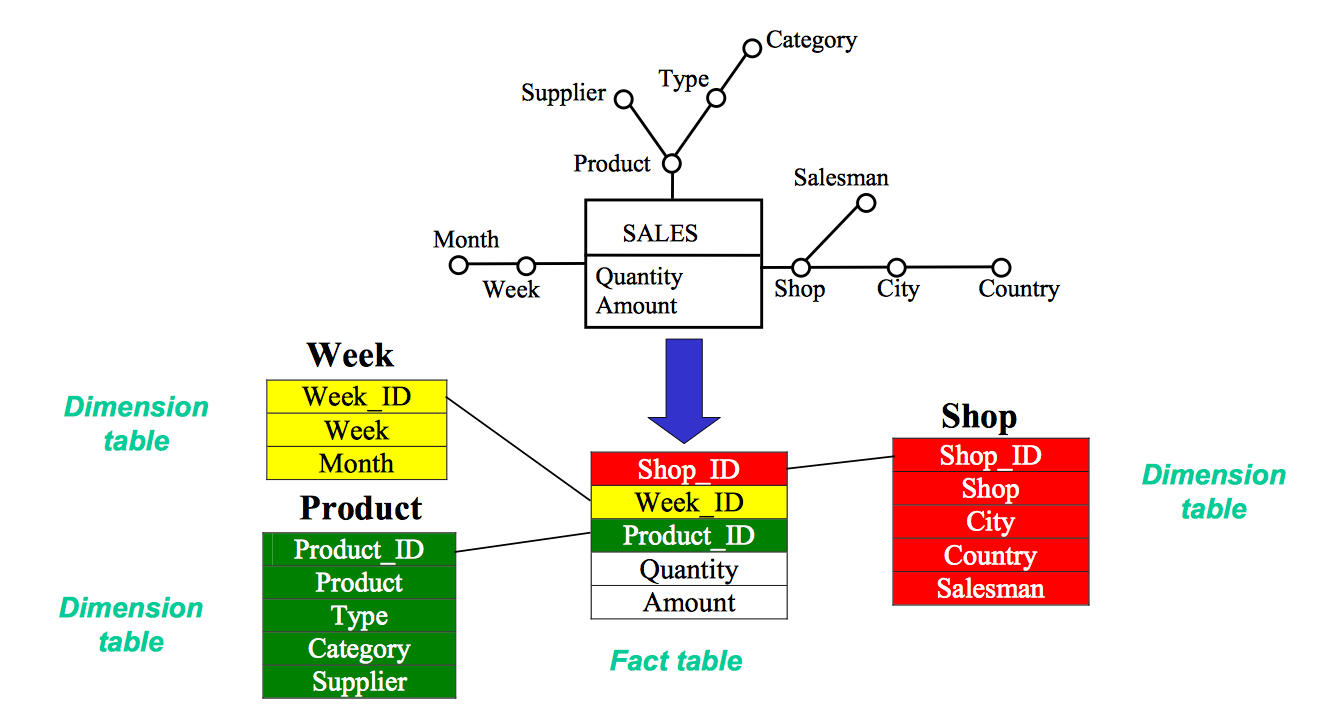 Category
Type
Supplier
Product
Salesman
SALES
Month
Quantity
Amount
Week
Shop
City
Country
Week
Week_ID
Week
Month
Dimension
table
Product
Product_ID
Product
Type
Category
Supplier
Dimension
table
Shop_ID
Week_ID
Product_ID
Quantity
Amount
Fact table
Shop
Shop_ID
Shop
City
Country
Salesman
Dimension
table